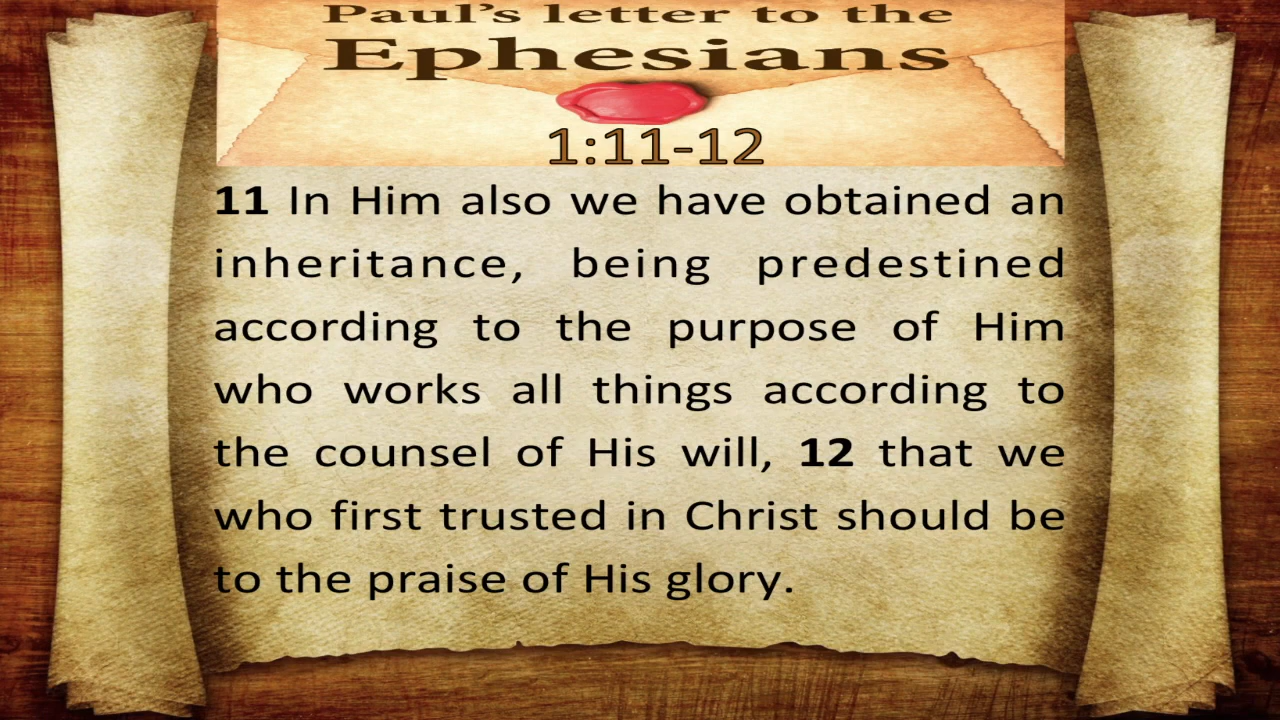 Paul's letter to the
Ephesians
1:11-12
11 In Him also we have obtained an
inheritance, being predestined
according to the purpose of Him
who works all things according to
the counsel of His will, 12 that we
who first trusted in Christ should be
to the praise of His glory.